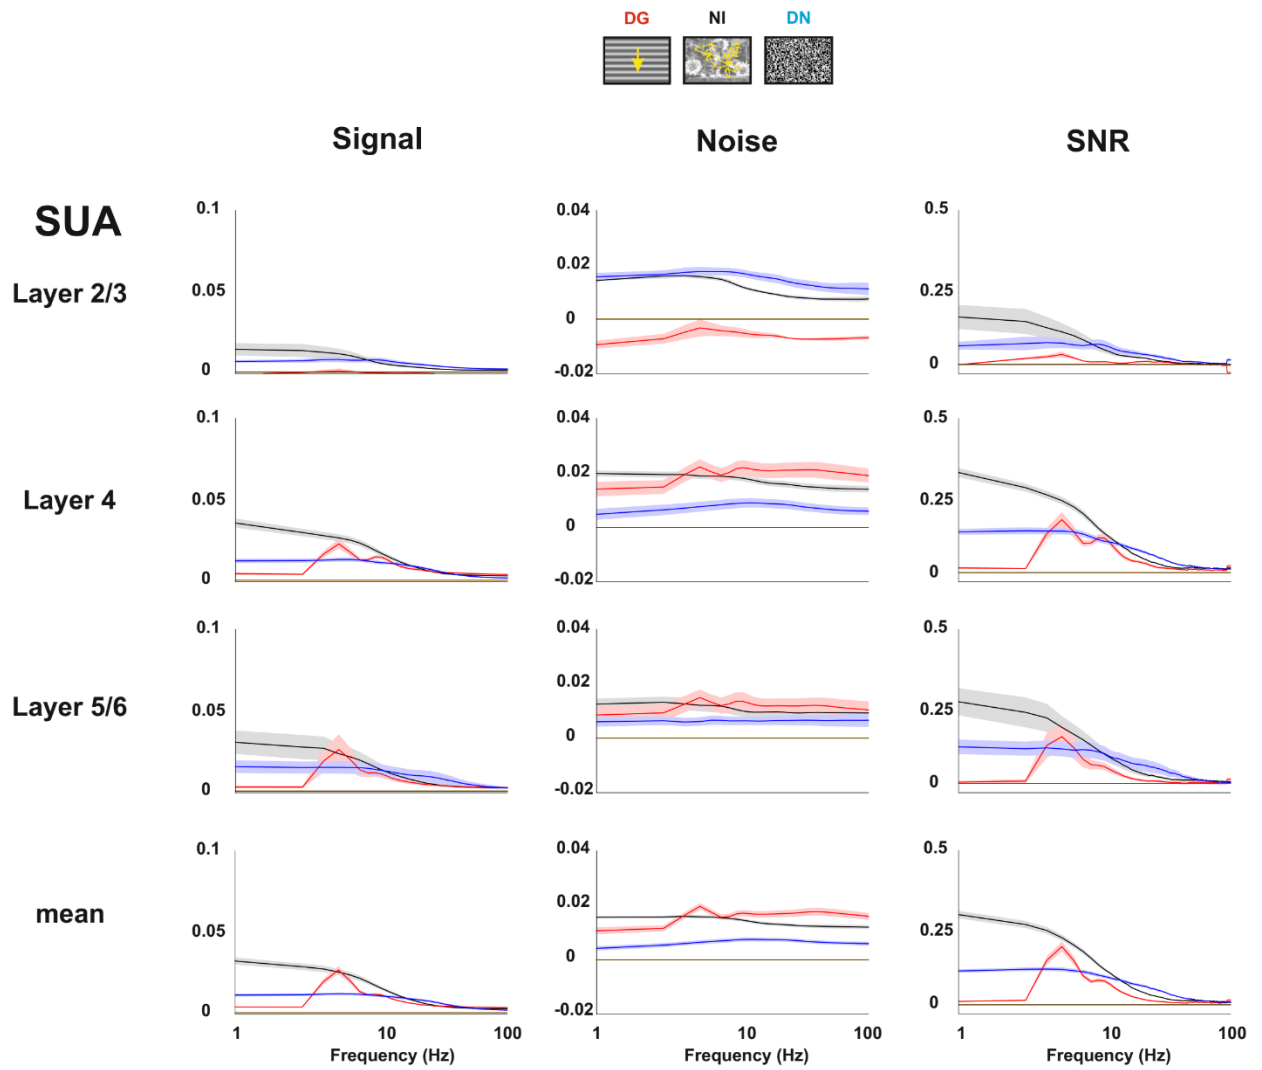 DG NI DN
Signal Noise SNR
SUA
Layer 2/3
0.1 0.04 0.5
0.05 0.02 0.25
0 0 0
-0.02
Layer 4
0.1 0.04 0.5
0.05 0.02 0.25
0 0 0
-0.02
Layer 5/6
0.1 0.04 0.5
0.05 0.02 0.25
0 0 0
-0.02
mean
0.1 0.04 0.5
0.05 0.02 0.25
0 0 0
-0.02
1 10 100 1 10 100 1 10 100
Frequency (Hz) Frequency (Hz) Frequency (Hz)